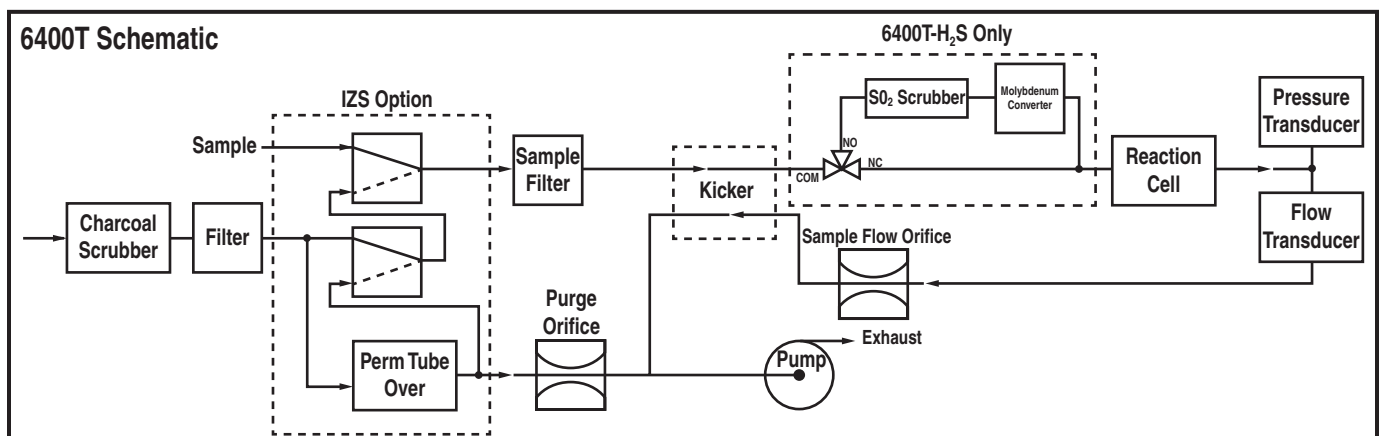 6400T Schematic
6400T-H₂S Only
IZS Option
Sample
Charcoal
Scrubber
Filter
Perm Tube
Over
Sample
Filter
Purge
Orifice
Kicker
COM
NO
NC
S0₂ Scrubber
Molybdenum
Converter
Reaction
Cell
Pressure
Transducer
Flow
Transducer
Sample Flow Orifice
Pump
Exhaust